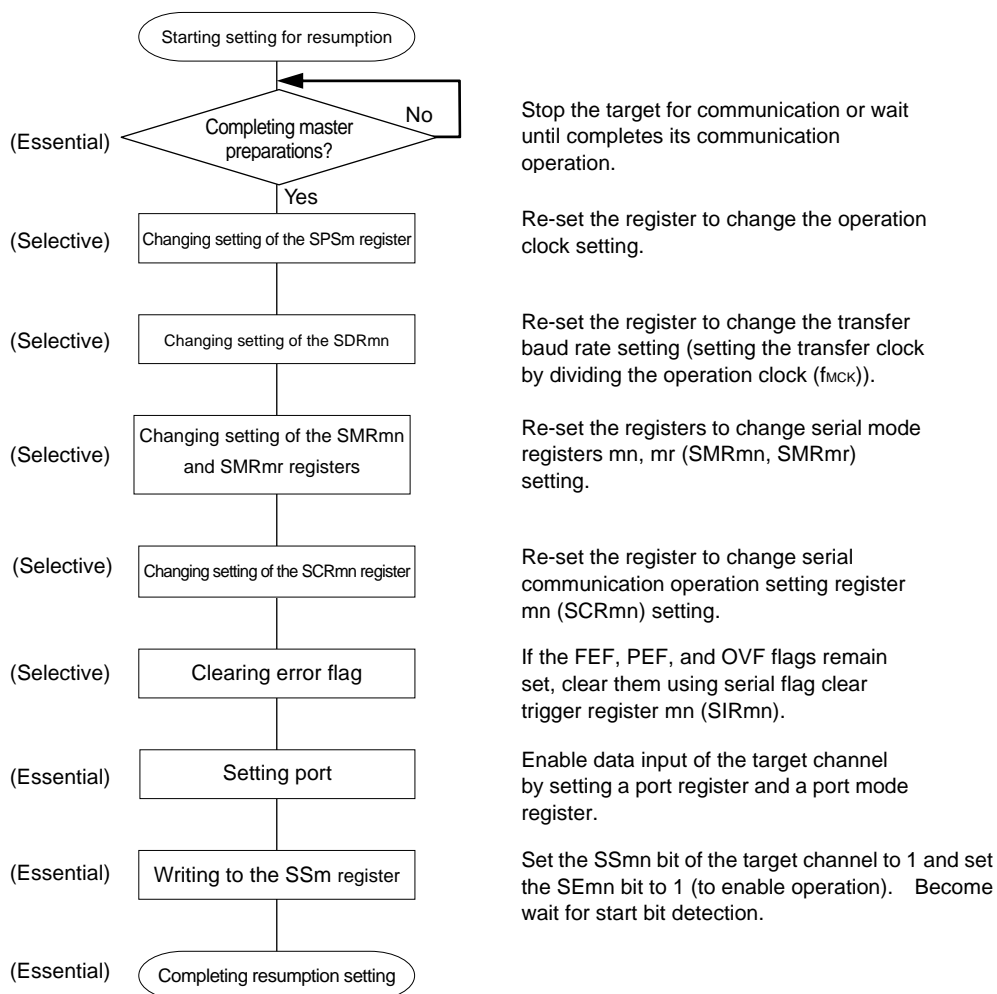 Starting setting for resumption
(Essential)
Completing master
preparations?
No
Yes
Stop the target for communication or wait
until completes its communication
operation.
(Selective)
Changing setting of the SPSm register
Re-set the register to change the operation
clock setting.
(Selective)
Changing setting of the SDRmn
Re-set the register to change the transfer
baud rate setting (setting the transfer clock
by dividing the operation clock (fMCK)).
(Selective)
Changing setting of the SMRmn
and SMRmr registers
Re-set the registers to change serial mode
registers mn, mr (SMRmn, SMRmr)
setting.
(Selective)
Changing setting of the SCRmn register
Re-set the register to change serial
communication operation setting register
mn (SCRmn) setting.
(Selective)
Clearing error flag
If the FEF, PEF, and OVF flags remain
set, clear them using serial flag clear
trigger register mn (SIRmn).
(Essential)
Setting port
Enable data input of the target channel
by setting a port register and a port mode
register.
(Essential)
Writing to the SSm register
Set the SSmn bit of the target channel to 1 and set
the SEmn bit to 1 (to enable operation). Become
wait for start bit detection.
(Essential)
Completing resumption setting